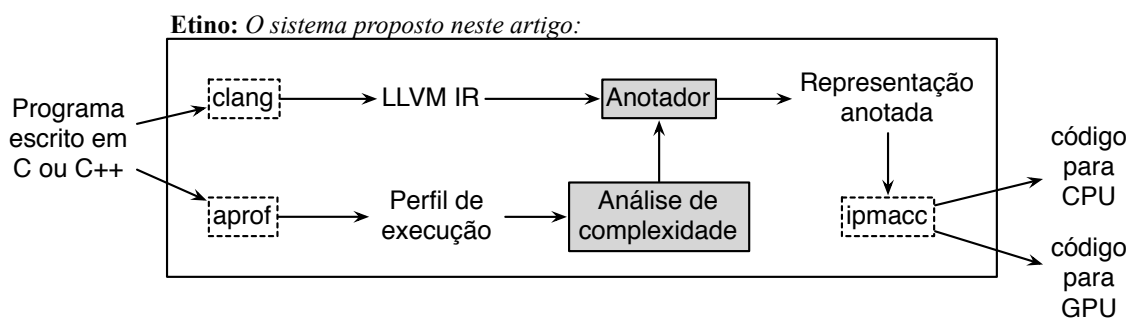 Etino: O sistema proposto neste artigo:
Programa
escrito em
C ou C++
clang
LLVM IR
Anotador
Representação
anotada
aprof
Perfil de
execução
Análise de
complexidade
ipmacc
código
para
CPU
código
para
GPU